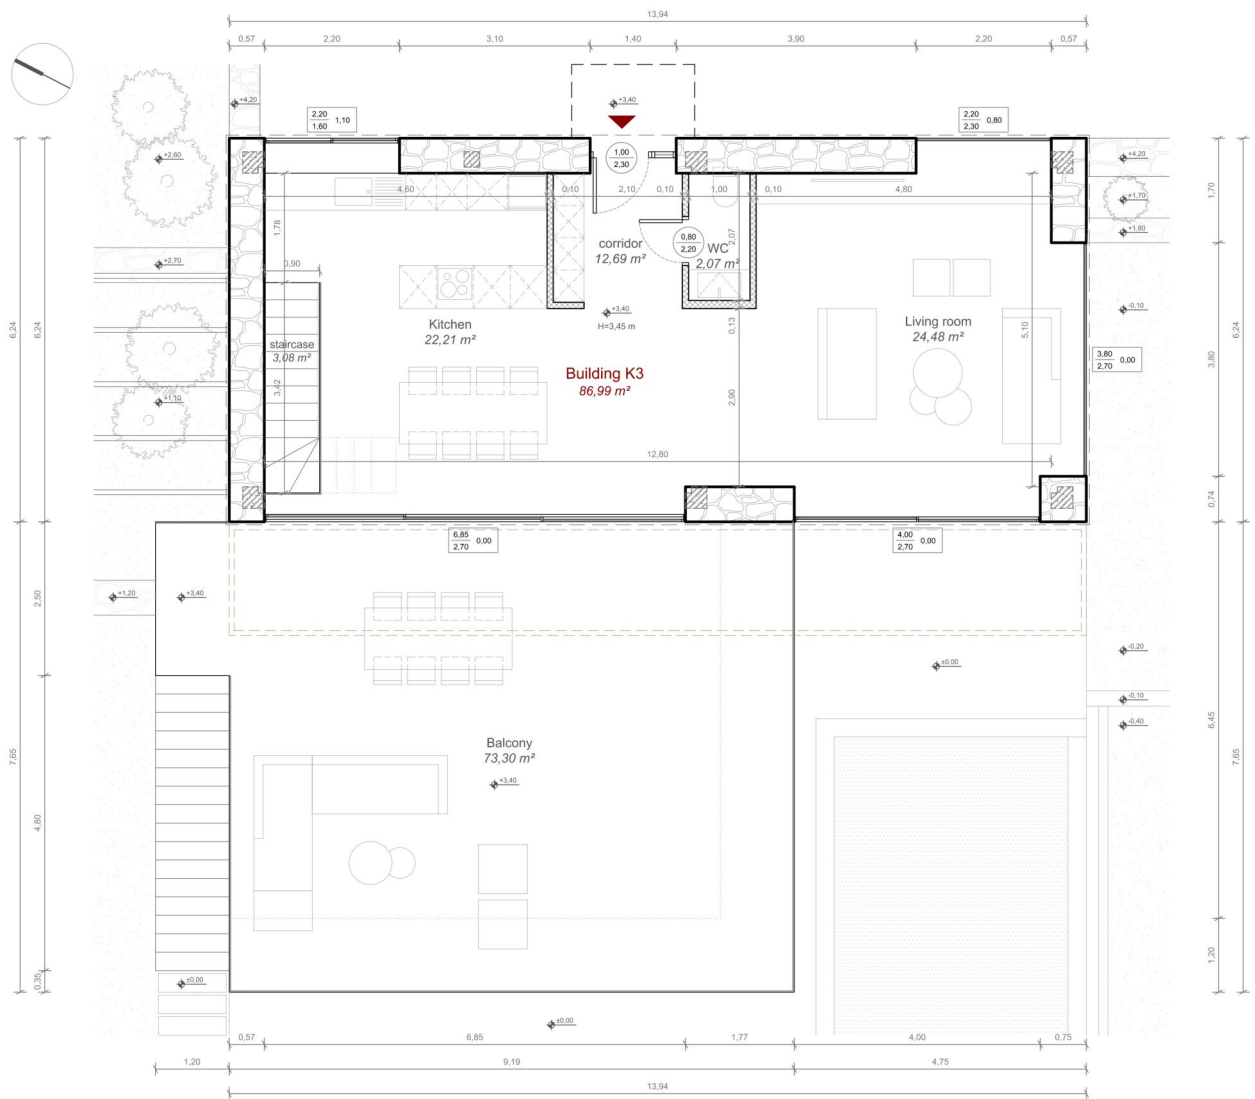 13,94
0,57 2,20 3,10 1,40 3,90 2,20 0,57
+4,20
+3,40
2,20
1,60 1,10
2,20
2,30 0,80
1,00
2,30
+2,60
+4,20
4,60 0,10 2,10 0,10 1,00 0,10 4,80
+1,70
1,70
1,78
2,07
+1,80
corridor
12,69 m²
0,80
2,20
WC
2,07 m²
+2,70
0,90
-0,10
+3,40
H=3,45 m
0,13
Kitchen
22,21 m²
Living room
24,48 m²
5,10
6,24
6,24
staircase
3,08 m²
3,80
2,70 0,00
3,80
6,24
Building K3
86,99 m²
3,42
2,90
+1,10
12,80
0,74
6,85
2,70 0,00
4,00
2,70 0,00
+1,20
+3,40
2,50
-0,20
±0,00
-0,10
-0,40
6,45
7,65
7,65
Balcony
73,30 m²
+3,40
4,80
1,20
0,35
±0,00
±0,00
0,57 6,85 1,77 4,00 0,75
1,20 9,19 4,75
13,94